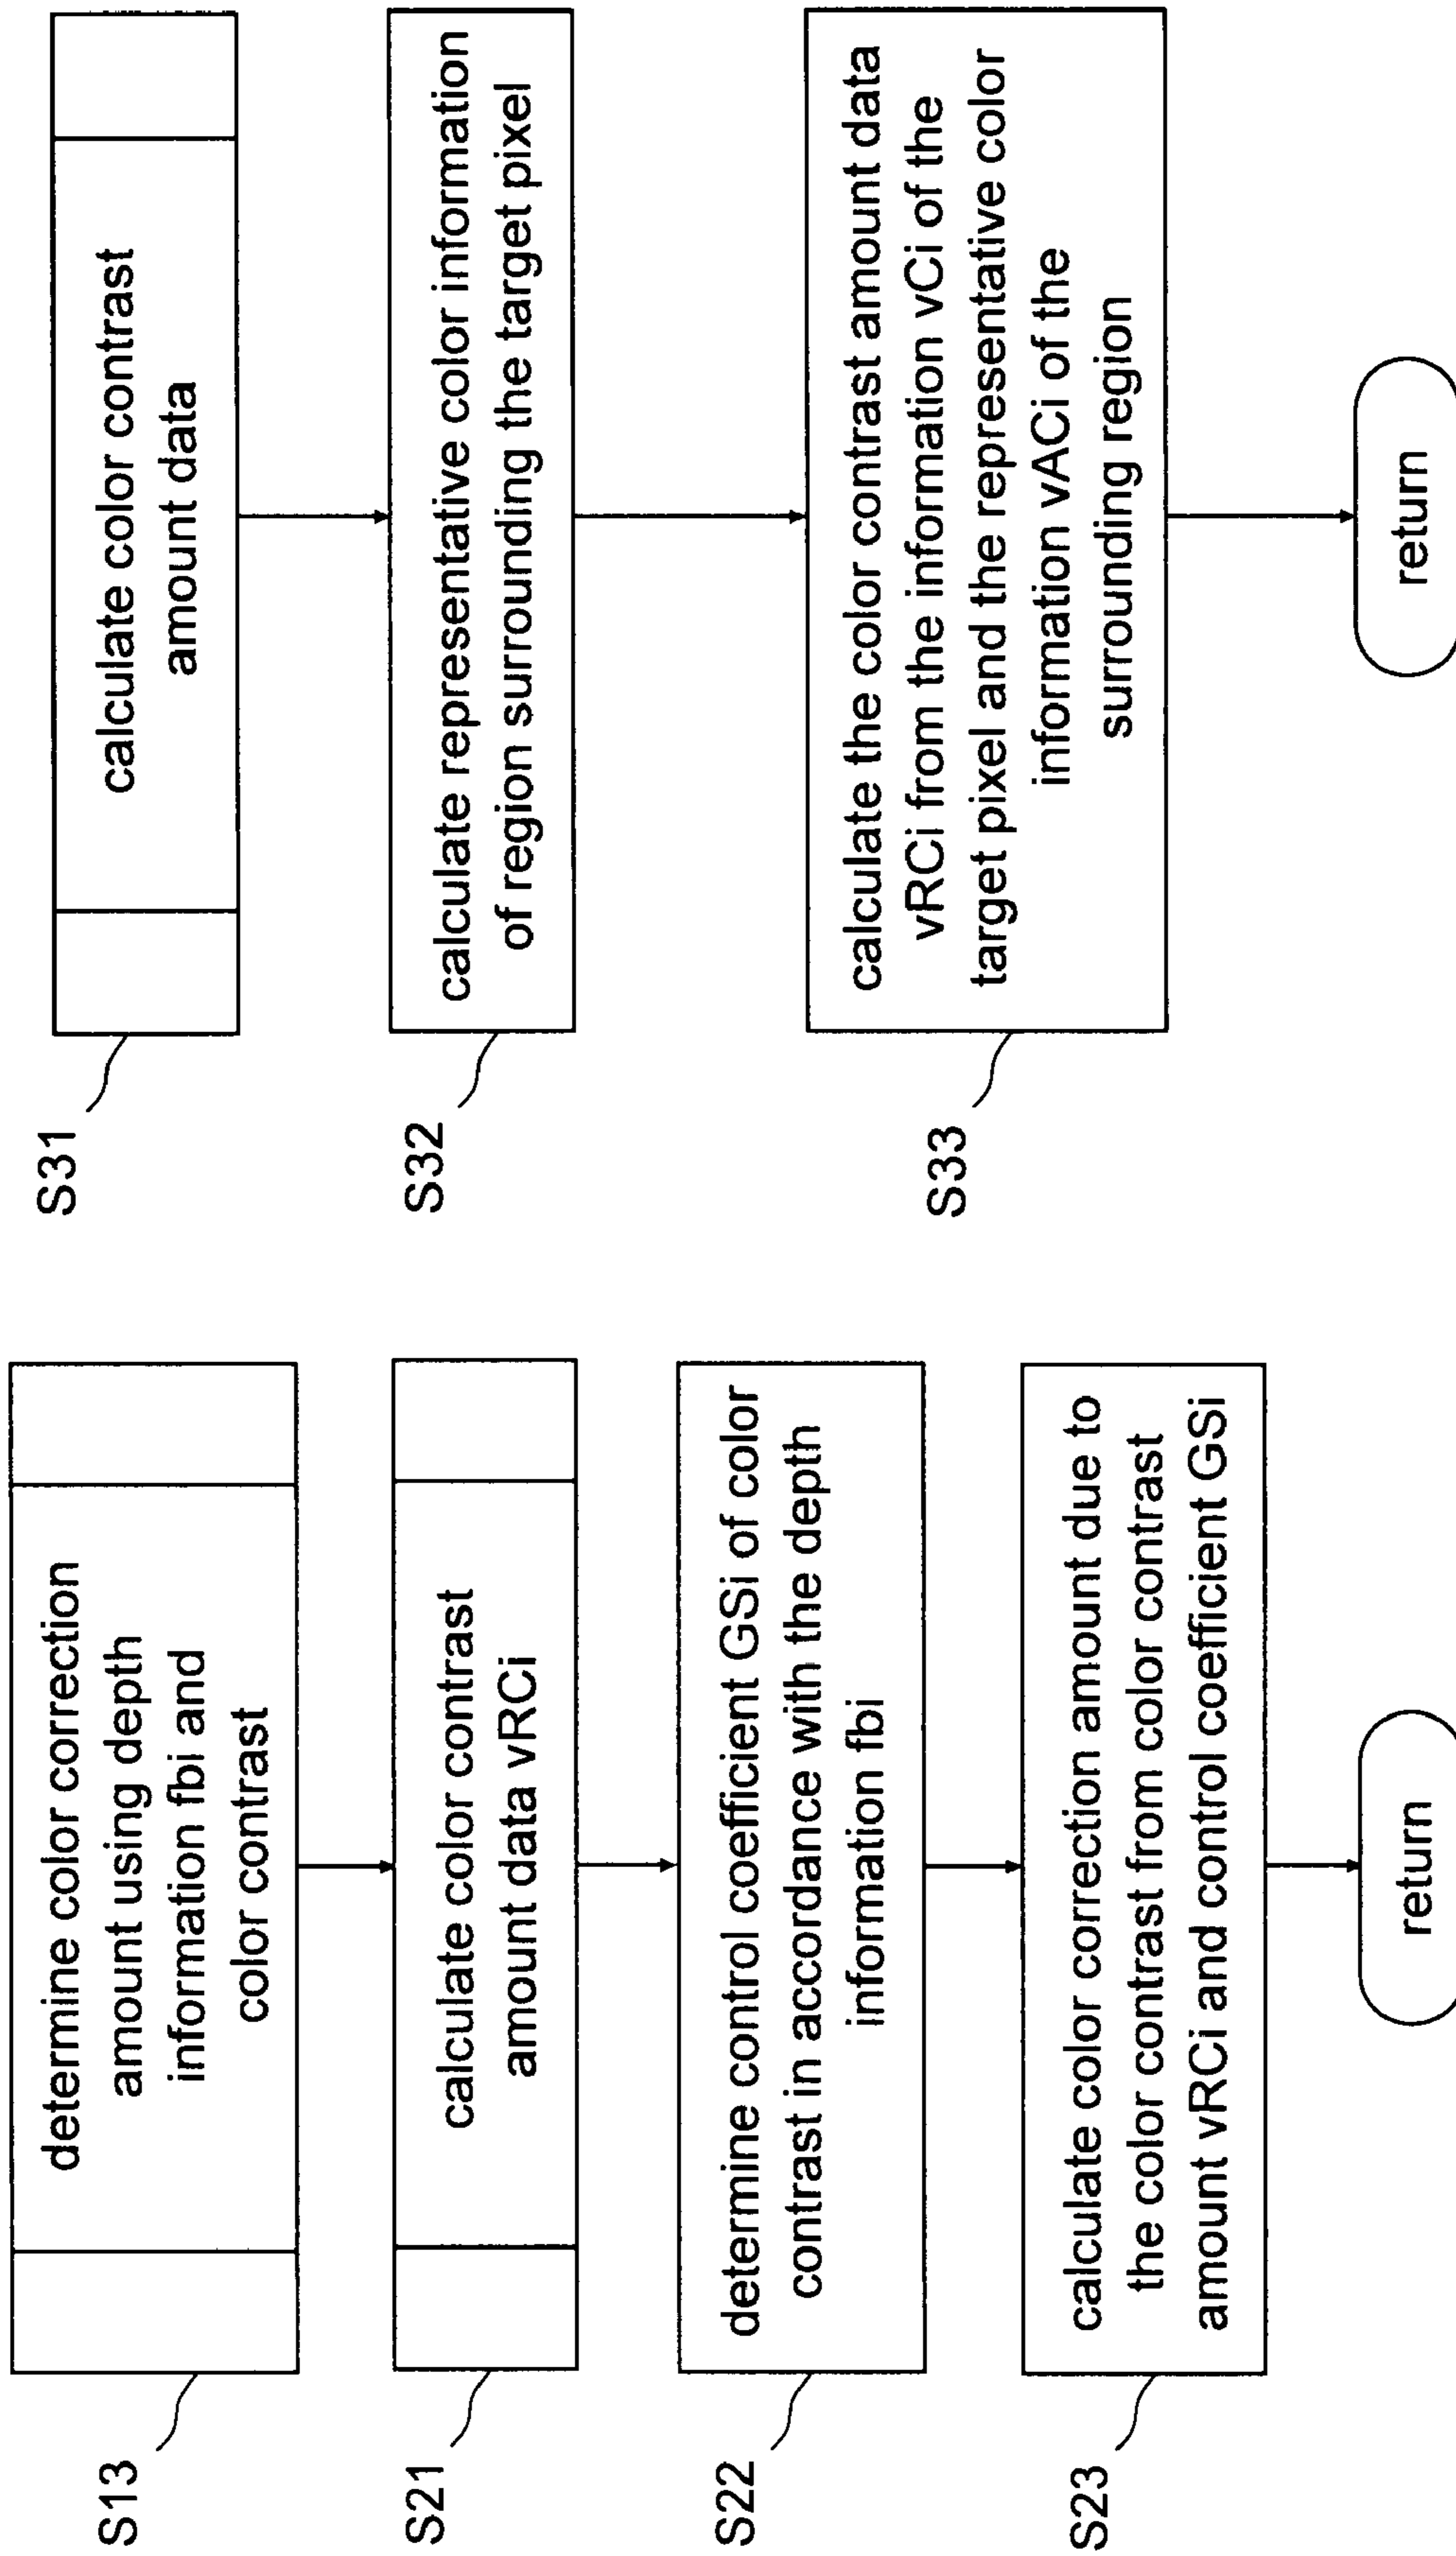 S13
determine color correction
amount using depth
information fbi and
color contrast
S21
calculate color contrast
amount data vRCi
S22
determine control coefficient GSi of color
contrast in accordance with the depth
information fbi
S23
calculate color correction amount due to
the color contrast from color contrast
amount vRCi and control coefficient GSi
return
S31
calculate color contrast
amount data
S32
calculate representative color information
of region surrounding the target pixel
S33
calculate the color contrast amount data
vRCi from the information vCi of the
target pixel and the representative color
information vACi of the
surrounding region
return